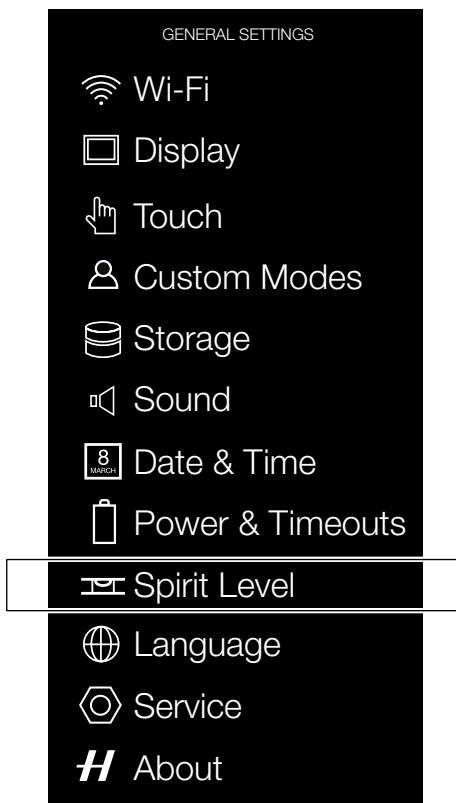 GENERAL SETTINGS
Wi-Fi
Display
Touch
Custom Modes
Storage
Sound
8
MARCH
Date & Time
Power & Timeouts
Spirit Level
Language
Service
H About